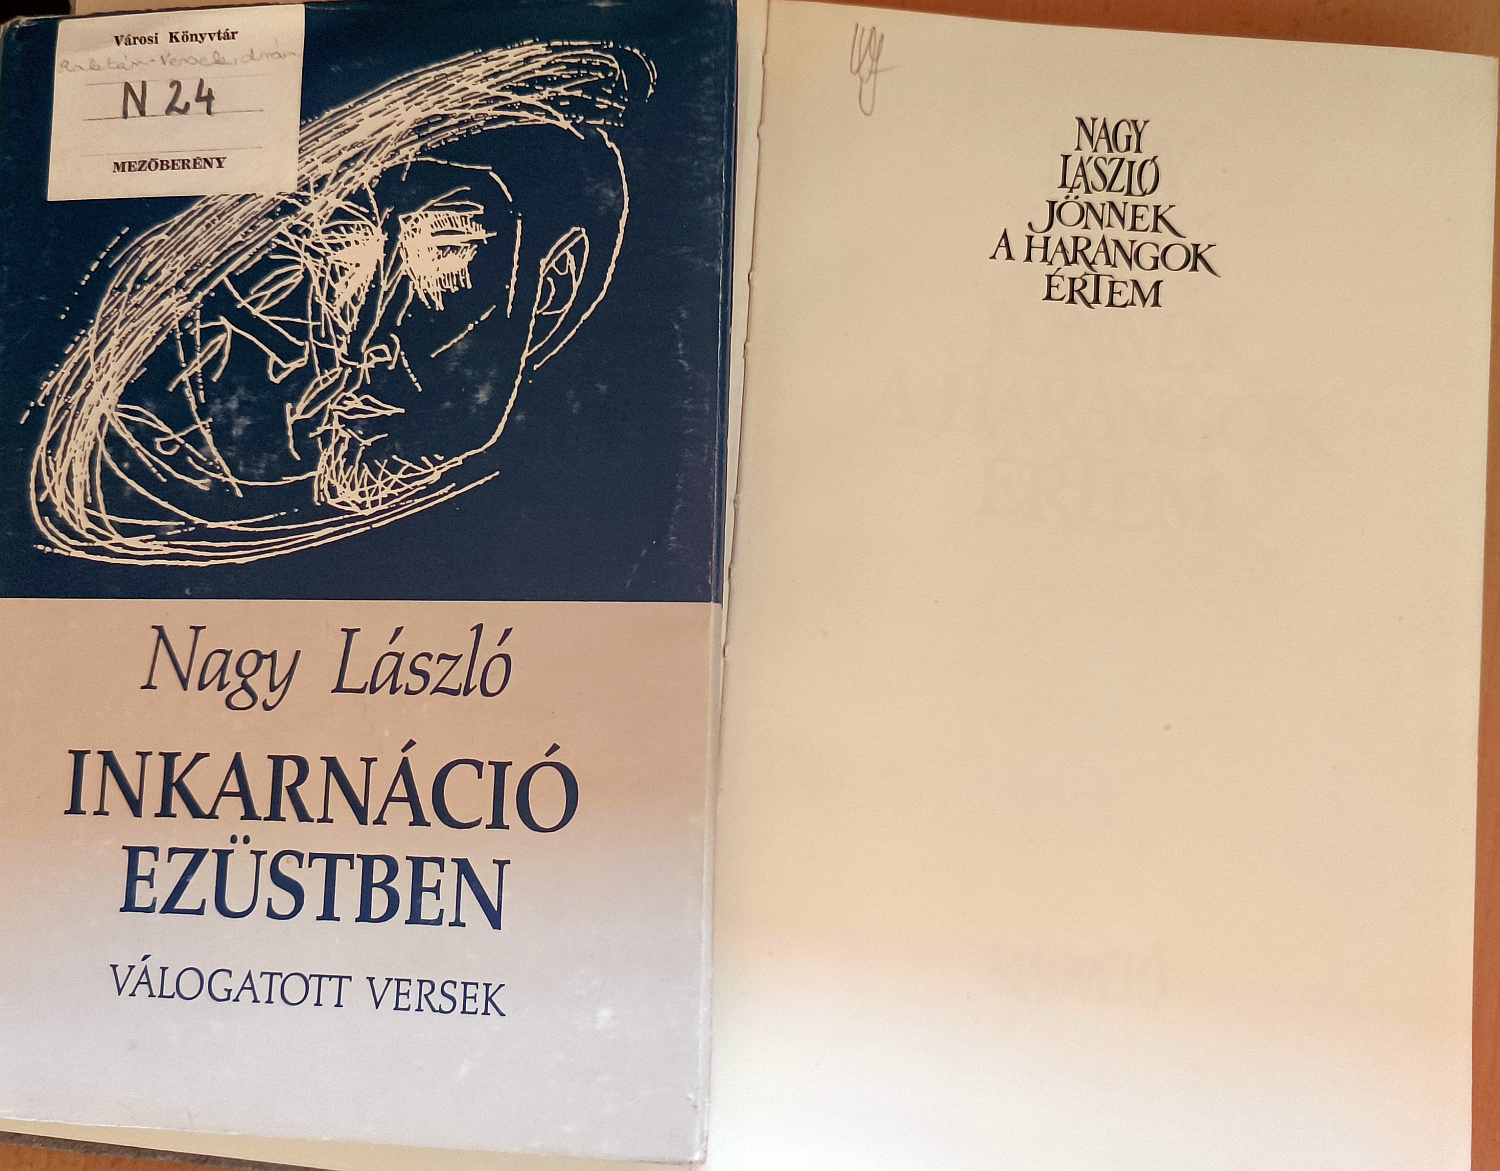 Városi Könyvtár
N 24
MEZŐBERÉNY
Nagy László
INKARNÁCIÓ
EZÜSTBEN
VÁLOGATOTT VERSEK
NAGY
LÁSZLÓ
JÖNNEK
A HARANGOK
ÉRTEM